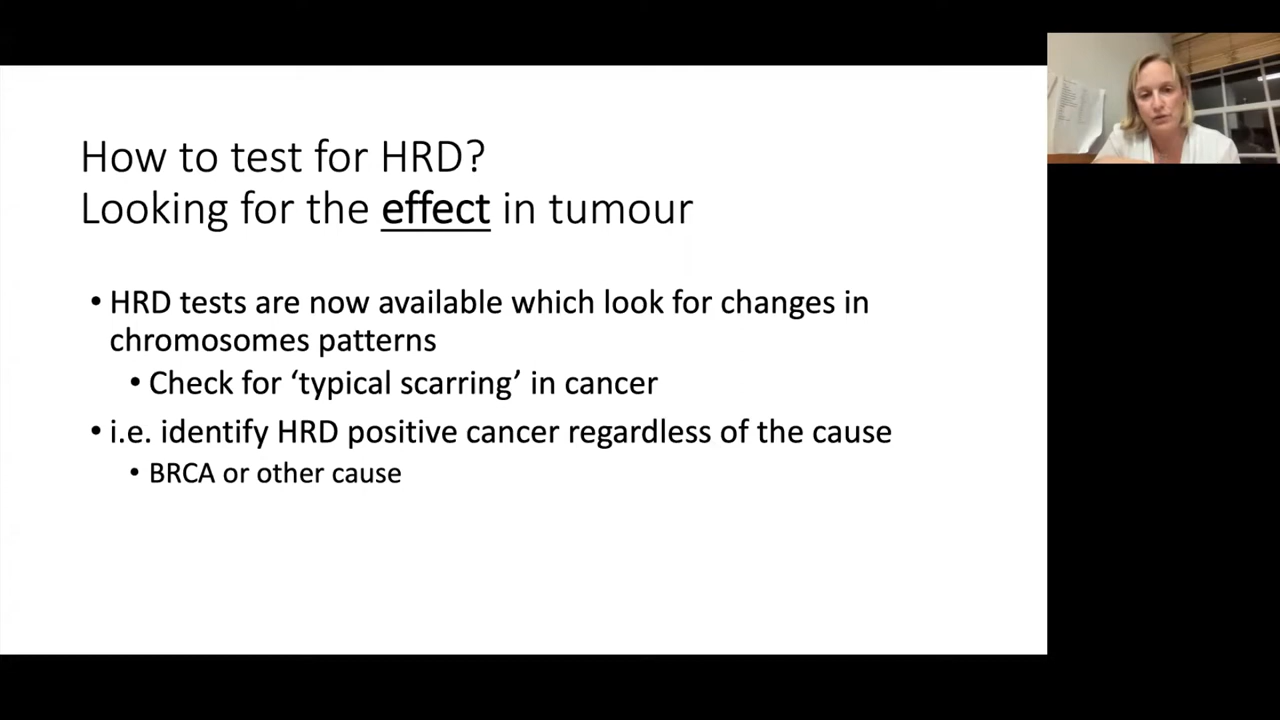 How to test for HRD?
Looking for the effect in tumour
• HRD tests are now available which look for changes in
chromosomes patterns
• Check for ‘typical scarring’ in cancer
• i.e. identify HRD positive cancer regardless of the cause
• BRCA or other cause